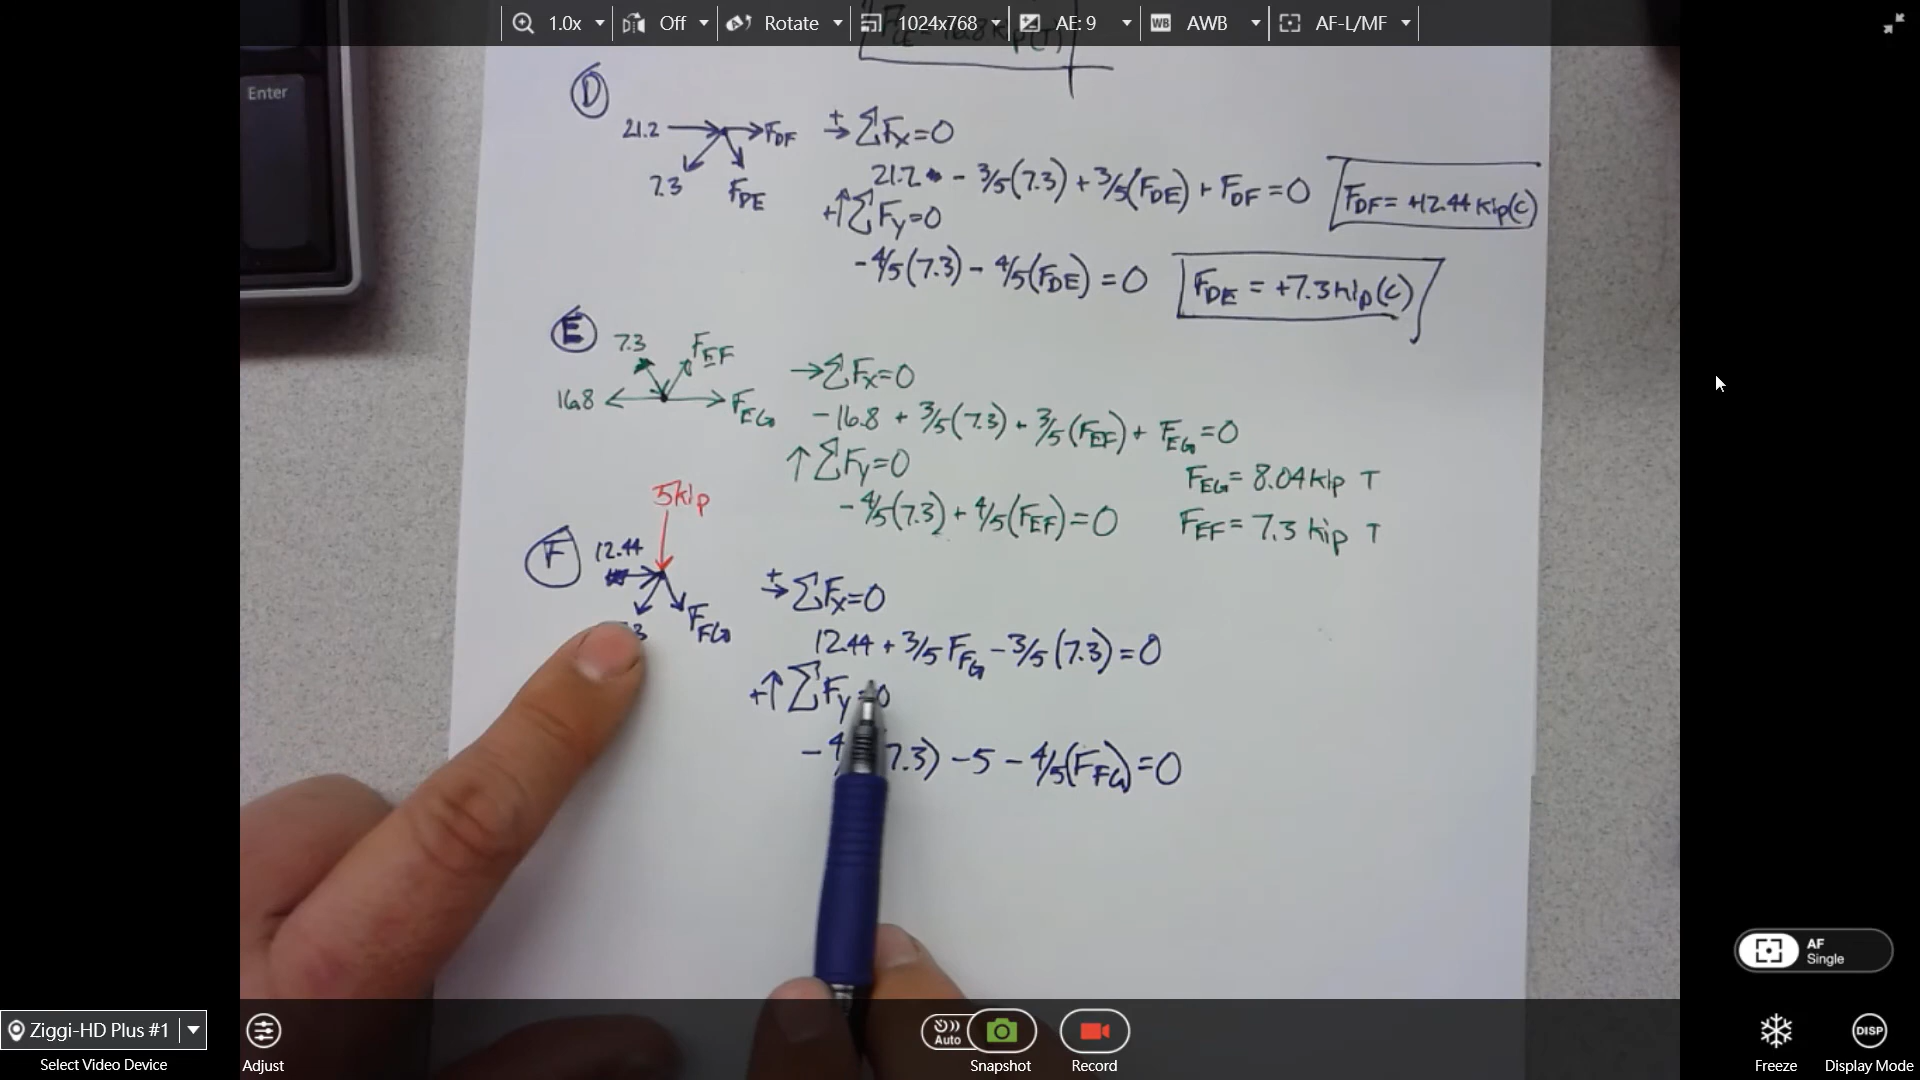 1.0x Off Rotate 1024x768 AE: 9 AWB AF-L/MF
Enter
D
21.2 F_DF
7.3 F_DE
+→ ΣFx=0
21.2 - 3/5(7.3) + 3/5(F_DE) + F_DF = 0
F_DF = +12.44 kip(C)
+↑ΣFy=0
-4/5(7.3) - 4/5(F_DE) = 0
F_DE = +7.3 kip(C)
E
7.3 F_EF
16.8 F_EG
→ΣFx=0
-16.8 + 3/5(7.3) + 3/5(F_EF) + F_EG = 0
↑ΣFy=0
-4/5(7.3) + 4/5(F_EF) = 0
F_EG = 8.04 kip T
F_EF = 7.3 kip T
5kip
F
12.44
F_FG
+→ ΣFx=0
12.44 + 3/5 F_FG - 3/5(7.3) = 0
+↑ΣFy=0
7.3) - 5 - 4/5(F_FG) = 0
AF
Single
Ziggi-HD Plus #1
Select Video Device
Adjust
Auto
Snapshot
Record
Freeze
DISP
Display Mode
WB